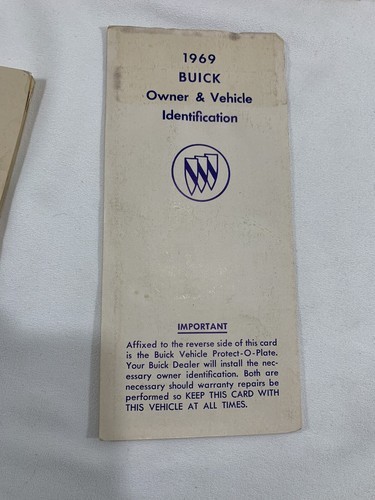 1969
BUICK
Owner & Vehicle
Identification
IMPORTANT
Affixed to the reverse side of this card
is the Buick Vehicle Protect-O-Plate.
Your Buick Dealer will install the nec-
essary owner identification. Both are
necessary should warranty repairs be
performed so KEEP THIS CARD WITH
THIS VEHICLE AT ALL TIMES.